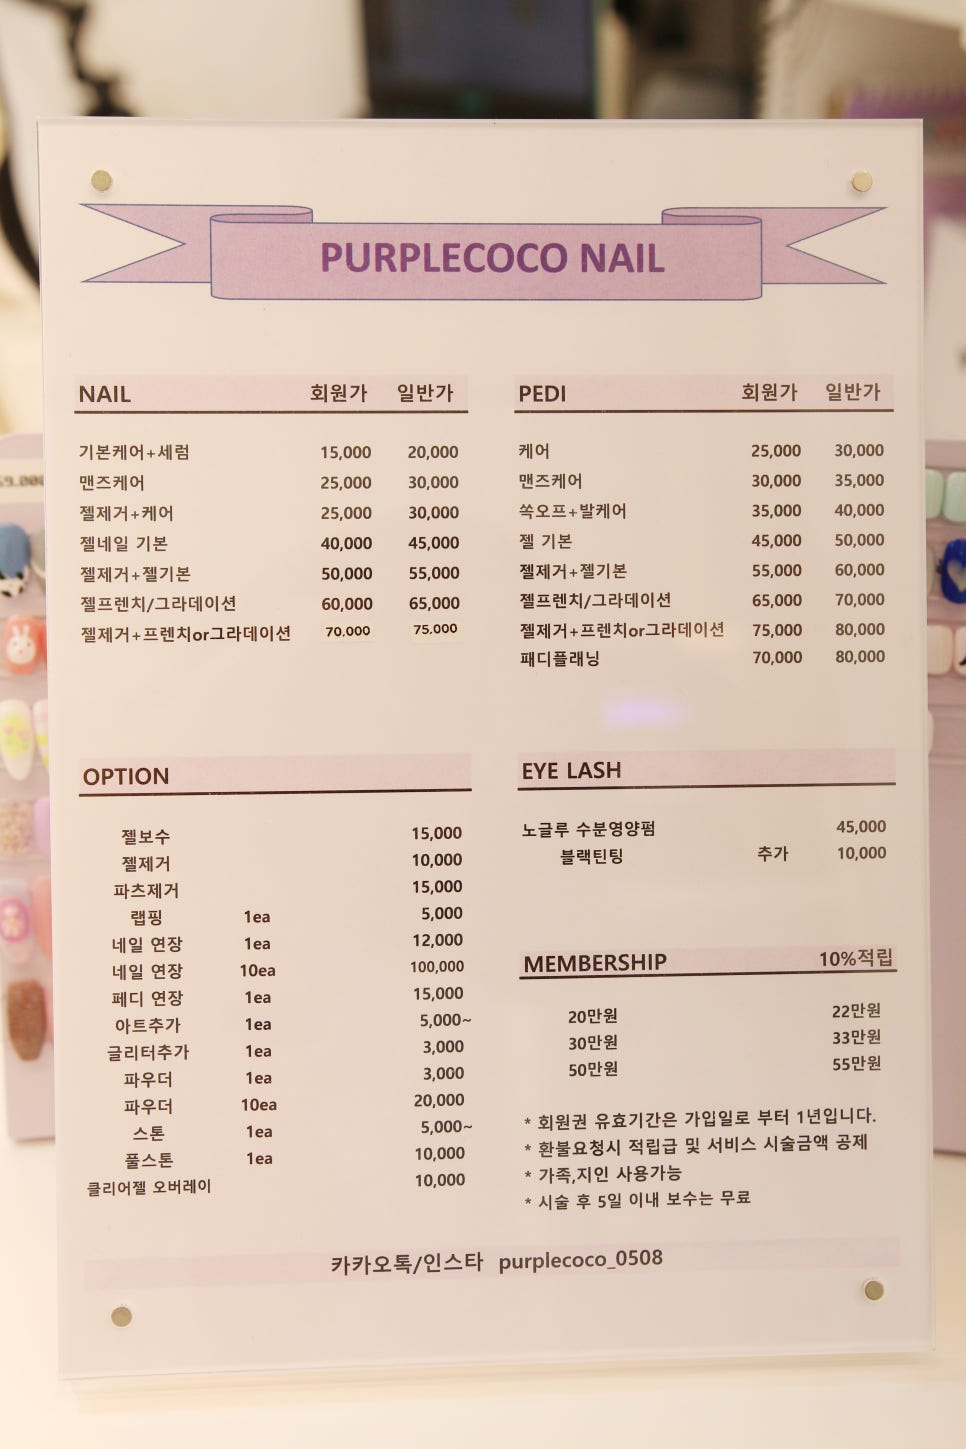 PURPLECOCO NAIL
NAIL 회원가 일반가
기본케어+세럼 15,000 20,000
맨즈케어 25,000 30,000
젤제거+케어 25,000 30,000
젤네일 기본 40,000 45,000
젤제거+젤기본 50,000 55,000
젤프렌치/그라데이션 60,000 65,000
젤제거+프렌치or그라데이션 70.000 75.000
PEDI 회원가 일반가
케어 25,000 30,000
맨즈케어 30,000 35,000
쏙오프+발케어 35,000 40,000
젤 기본 45,000 50,000
젤제거+젤기본 55,000 60,000
젤프렌치/그라데이션 65,000 70,000
젤제거+프렌치or그라데이션 75,000 80,000
패디플래닝 70,000 80,000
OPTION
젤보수 15,000
젤제거 10,000
파츠제거 15,000
랩핑 1ea 5,000
네일 연장 1ea 12,000
네일 연장 10ea 100,000
페디 연장 1ea 15,000
아트추가 1ea 5,000~
글리터추가 1ea 3,000
파우더 1ea 3,000
파우더 10ea 20,000
스톤 1ea 5,000~
풀스톤 1ea 10,000
클리어젤 오버레이 10,000
EYE LASH
노글루 수분영양펌 45,000
블랙틴팅 추가 10,000
MEMBERSHIP 10%적립
20만원 22만원
30만원 33만원
50만원 55만원
* 회원권 유효기간은 가입일로 부터 1년입니다.
* 환불요청시 적립급 및 서비스 시술금액 공제
* 가족,지인 사용가능
* 시술 후 5일 이내 보수는 무료
카카오톡/인스타 purplecoco_0508